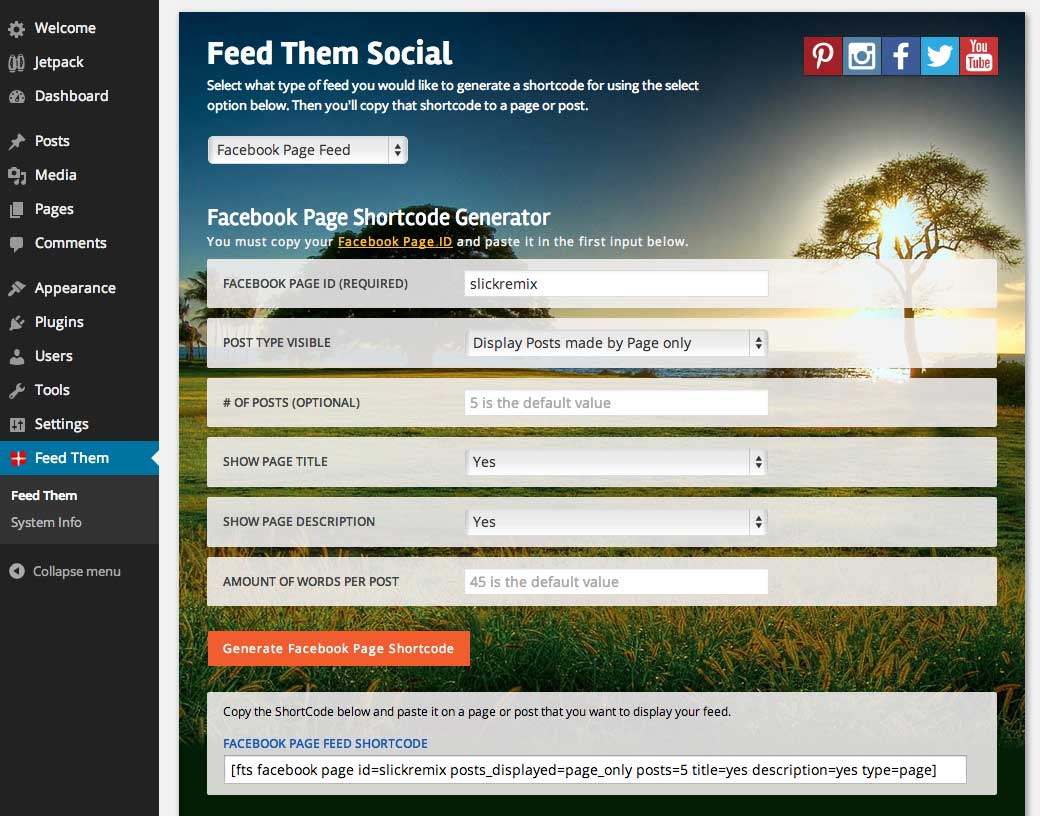 Welcome
Jetpack
Dashboard
Posts
Media
Pages
Comments
Appearance
Plugins
Users
Tools
Settings
Feed Them
Feed Them
System Info
Collapse menu
Feed Them Social
Select what type of feed you would like to generate a shortcode for using the select
option below. Then you'll copy that shortcode to a page or post.
You
Tube
Facebook Page Feed
Facebook Page Shortcode Generator
You must copy your Facebook Page ID and paste it in the first input below.
FACEBOOK PAGE ID (REQUIRED) slickremix
POST TYPE VISIBLE Display Posts made by Page only
# OF POSTS (OPTIONAL) 5 is the default value
SHOW PAGE TITLE Yes
SHOW PAGE DESCRIPTION Yes
AMOUNT OF WORDS PER POST 45 is the default value
Generate Facebook Page Shortcode
Copy the ShortCode below and paste it on a page or post that you want to display your feed.
FACEBOOK PAGE FEED SHORTCODE
[fts facebook page id=slickremix posts_displayed=page_only posts=5 title=yes description=yes type=page]